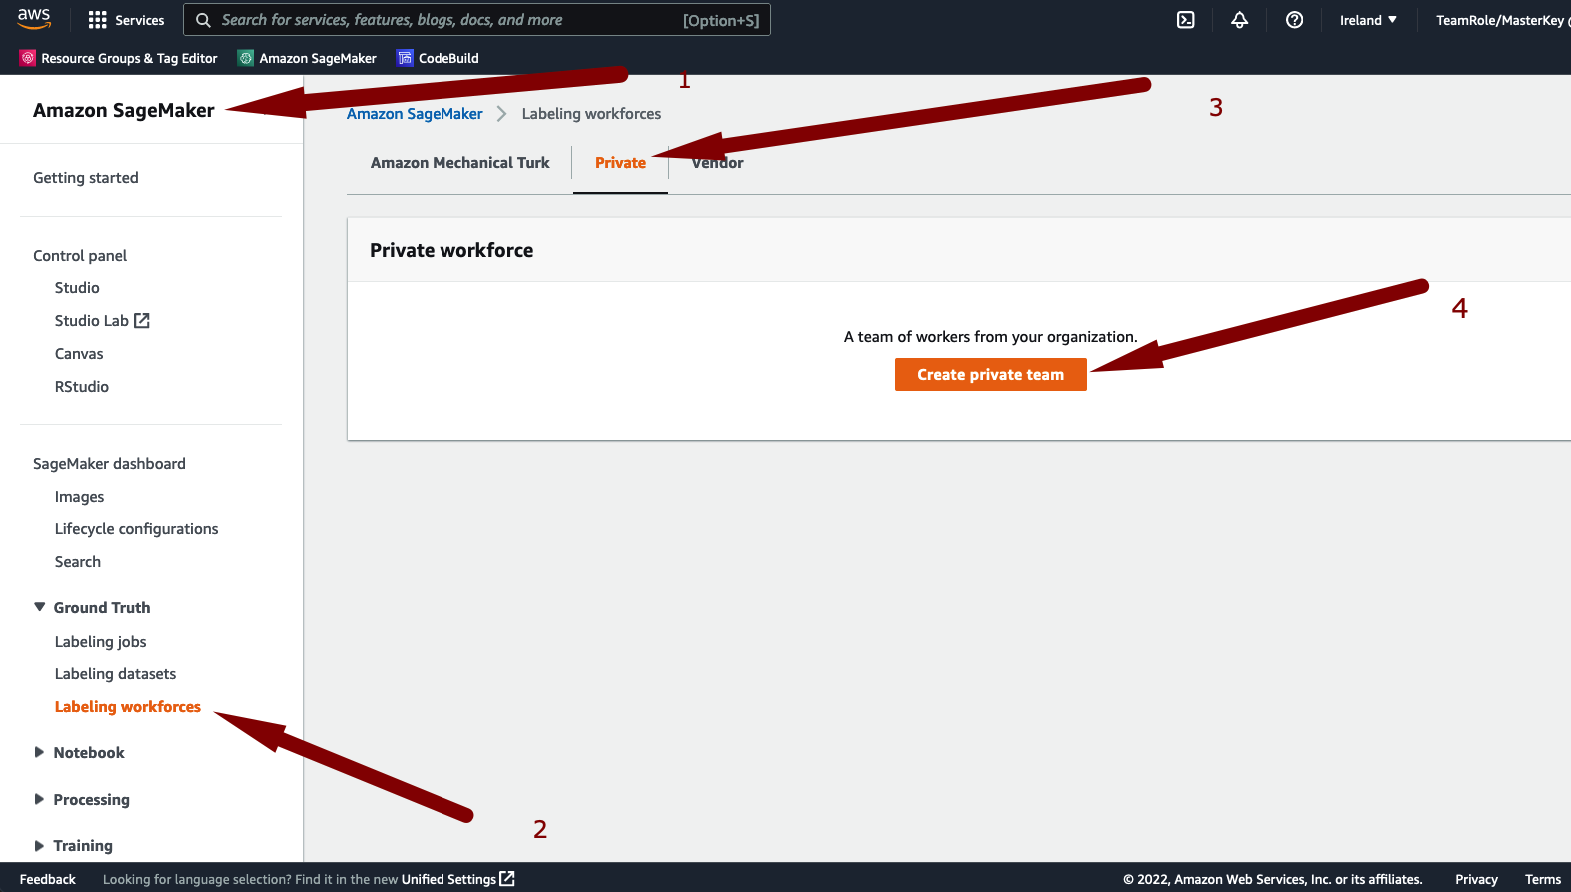 aws
Services
Search for services, features, blogs, docs, and more
[Option+S]
Ireland
TeamRole/MasterKey
Resource Groups & Tag Editor
Amazon SageMaker
CodeBuild
1
3
Amazon SageMaker
Amazon SageMaker
Labeling workforces
Amazon Mechanical Turk
Private
Vendor
Getting started
Private workforce
Control panel
Studio
Studio Lab
Canvas
RStudio
A team of workers from your organization.
Create private team
4
SageMaker dashboard
Images
Lifecycle configurations
Search
Ground Truth
Labeling jobs
Labeling datasets
Labeling workforces
Notebook
Processing
Training
2
Feedback
Looking for language selection? Find it in the new Unified Settings
© 2022, Amazon Web Services, Inc. or its affiliates.
Privacy
Terms